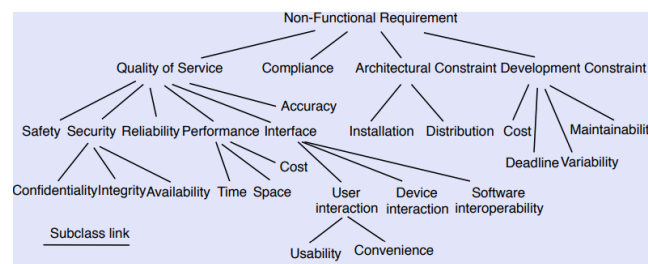 Non-Functional Requirement
Quality of Service Compliance Architectural Constraint Development Constraint
Accuracy
Safety Security Reliability Performance Interface Installation Distribution Cost Maintainabilit
Cost Deadline Variability
Confidentiality Integrity Availability Time Space User interaction Device interaction Software interoperability
Subclass link
Usability Convenience